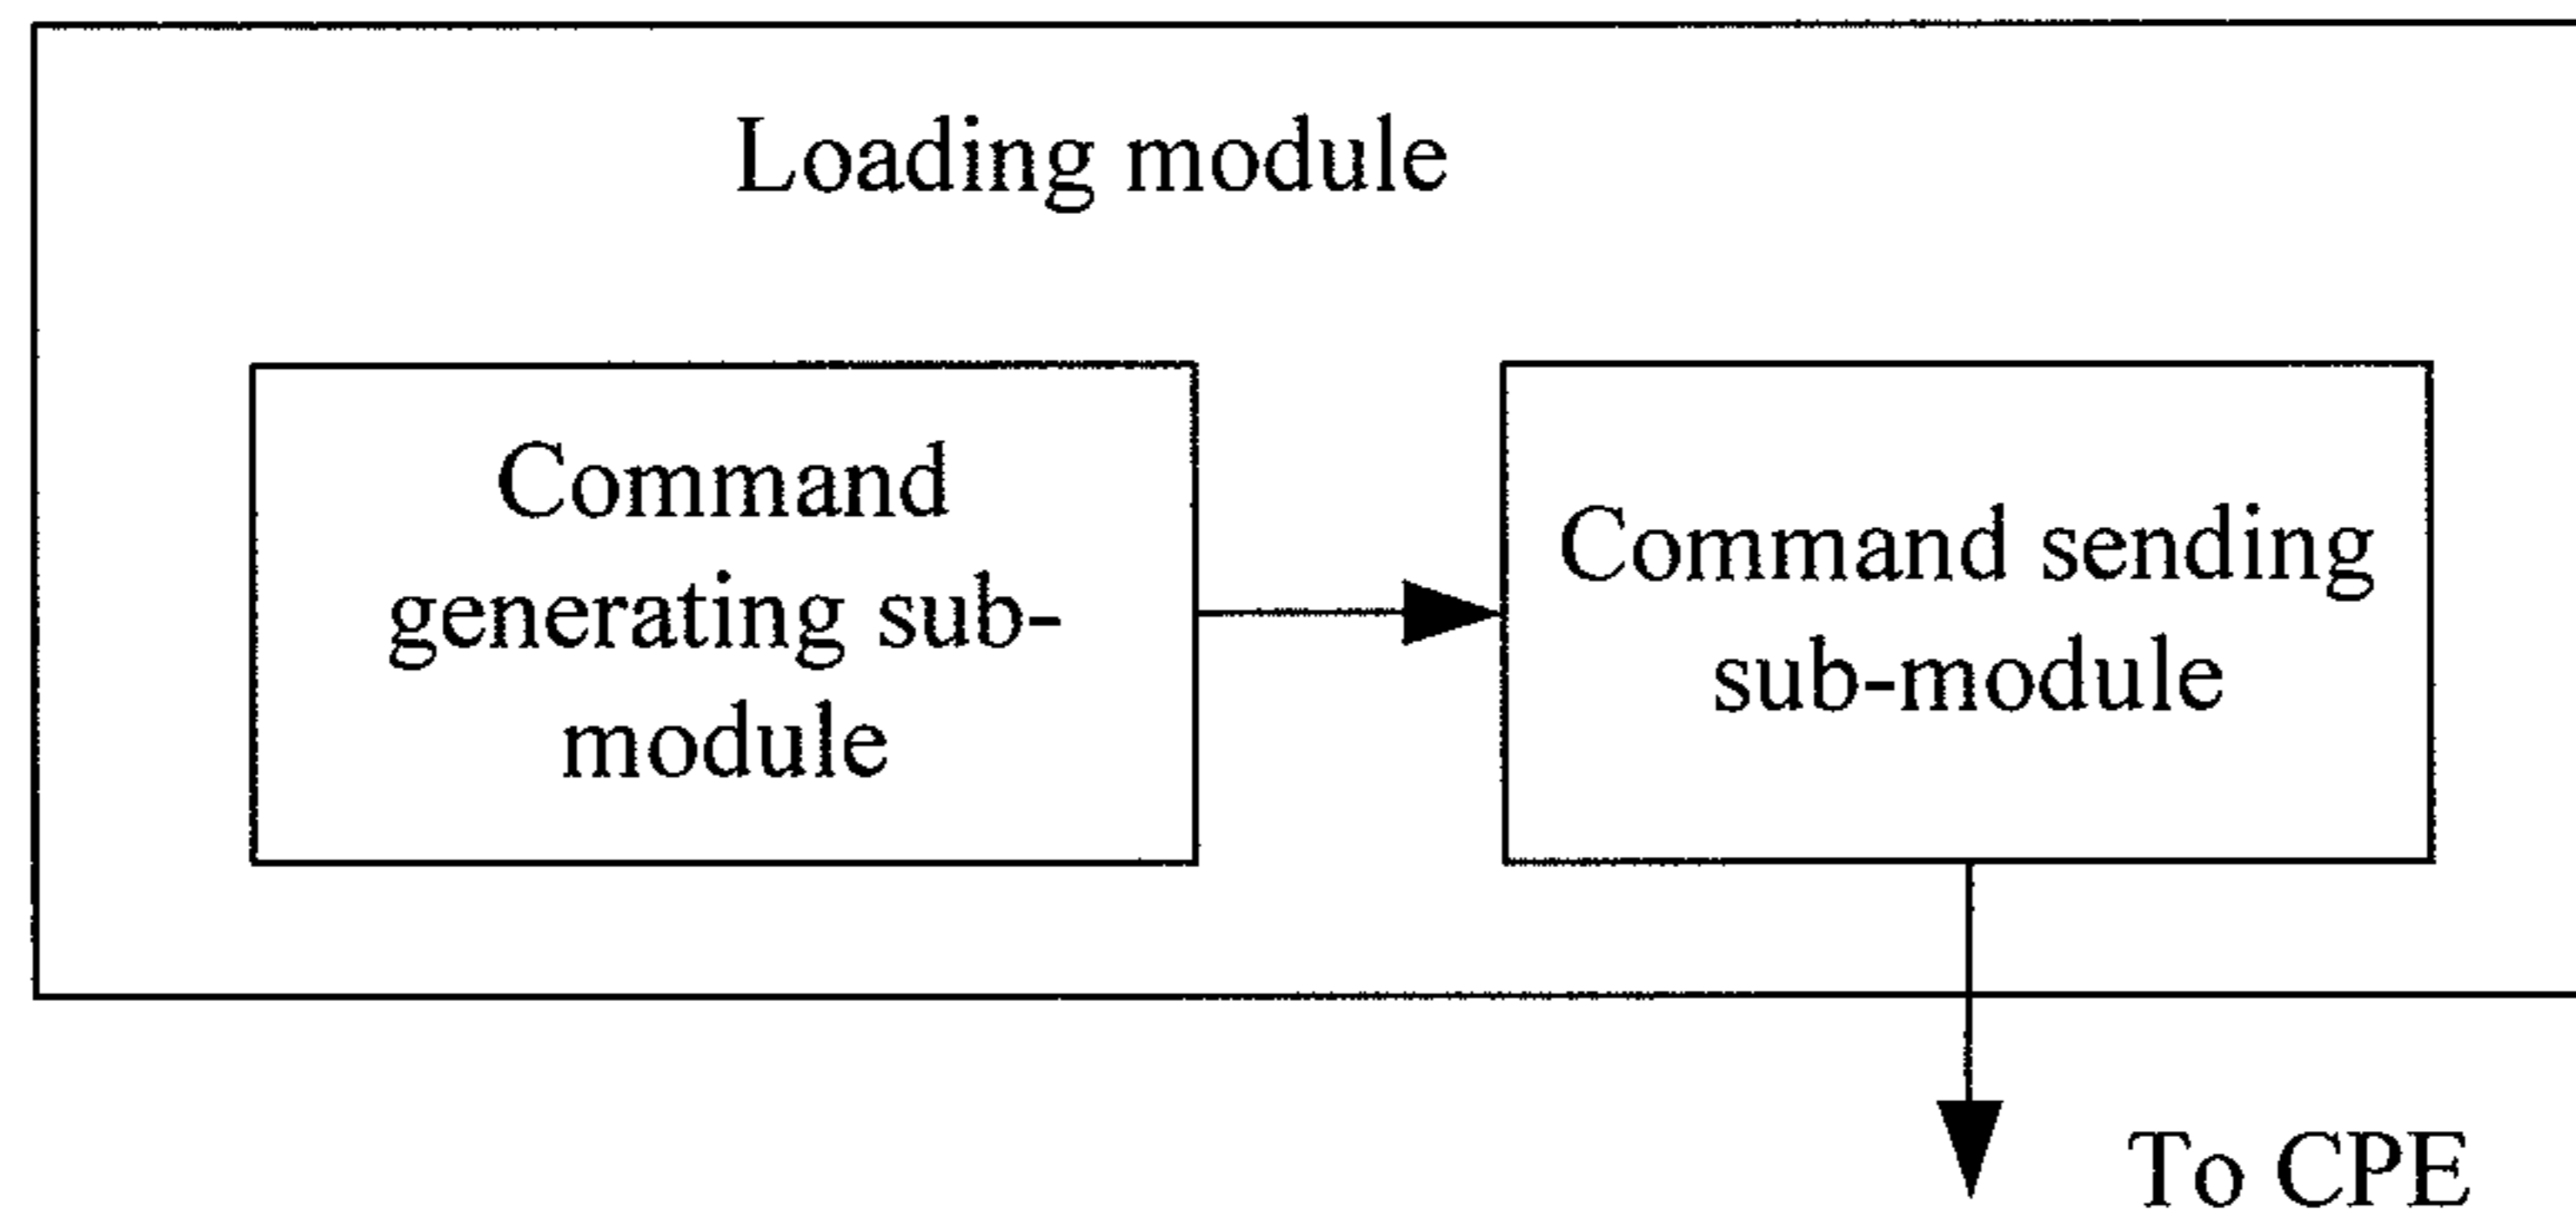 Loading module
Command
generating sub-
module
Command sending
sub-module
To CPE